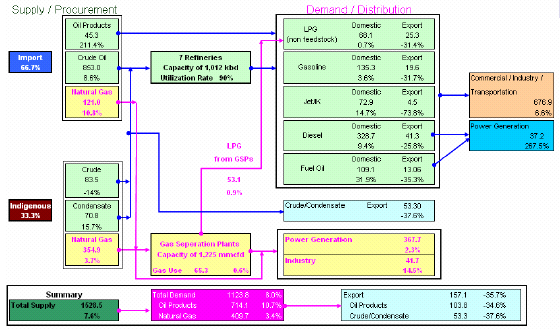 Supply / Procurement
Demand / Distribution
Oil Products
45.3
211.4%
Import
66.7%
Crude Oil
853.0
8.6%
Natural Gas
121.0
10.1%
7 Refineries
Capacity of 1,012 kbd
Utilization Rate 90%
LPG
(non feedstock)
Domestic Export
68.1 25.3
0.7% -31.4%
Gasoline
Domestic Export
135.3 19.6
3.6% -31.7%
Jet/JK
Domestic Export
72.9 4.5
14.7% -73.8%
Diesel
Domestic Export
328.7 41.3
9.4% -25.8%
Fuel Oil
Domestic Export
109.1 13.06
31.9% -35.3%
Commercial / Industry /
Transportation
676.9
6.6%
Power Generation
37.2
267.5%
LPG
from GSPs
53.1
0.9%
Indigenous
33.3%
Crude
83.5
-14%
Condensate
70.8
15.7%
Natural Gas
354.9
3.7%
Crude/Condensate Export 53.30
-37.6%
Gas Seperation Plants
Capacity of 1,225 mmcfd
Gas Use 65.3 0.6%
Power Generation 367.7
2.3%
Industry 41.7
14.5%
Summary
Total Supply 1528.5
7.4%
Total Demand 1123.8 8.0%
Oil Products 714.1 10.7%
Natural Gas 409.7 3.4%
Export 157.1 -35.7%
Oil Products 103.8 -34.6%
Crude/Condensate 53.3 -37.6%